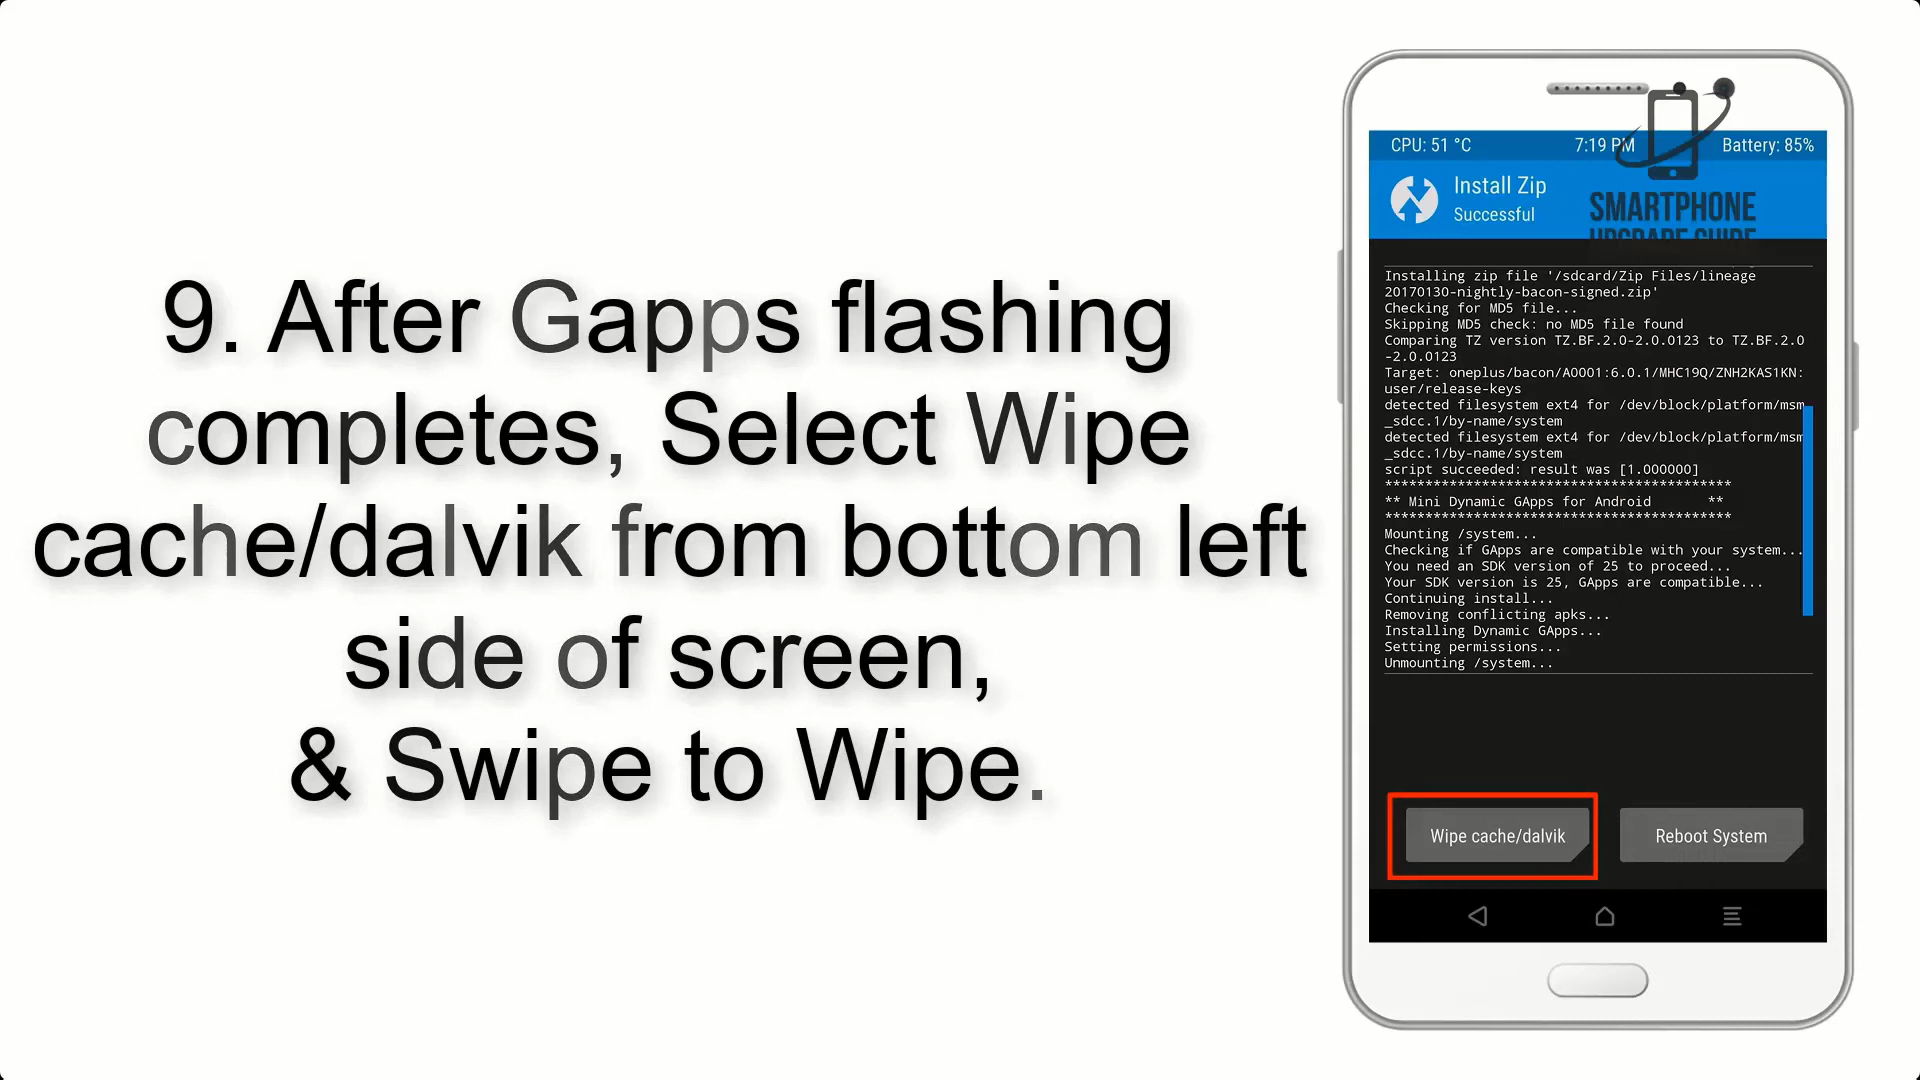 9. After Gapps flashing
completes, Select Wipe
cache/dalvik from bottom left
side of screen,
& Swipe to Wipe.
CPU: 51 °C 7:19 PM Battery: 85%
Install Zip
Successful
SMARTPHONE
UPGRADE GUIDE
Installing zip file '/sdcard/Zip Files/lineage
20170130-nightly-bacon-signed.zip'
Checking for MD5 file...
Skipping MD5 check: no MD5 file found
Comparing TZ version TZ.BF.2.0-2.0.0123 to TZ.BF.2.0
-2.0.0123
Target: oneplus/bacon/A0001:6.0.1/MHC19Q/ZNH2KAS1KN:
user/release-keys
detected filesystem ext4 for /dev/block/platform/msm
_sdcc.1/by-name/system
detected filesystem ext4 for /dev/block/platform/msm
_sdcc.1/by-name/system
script succeeded: result was [1.000000]
*******************************************
** Mini Dynamic GApps for Android **
*******************************************
Mounting /system...
Checking if GApps are compatible with your system...
You need an SDK version of 25 to proceed...
Your SDK version is 25, GApps are compatible...
Continuing install...
Removing conflicting apks...
Installing Dynamic GApps...
Setting permissions...
Unmounting /system...
Wipe cache/dalvik Reboot System